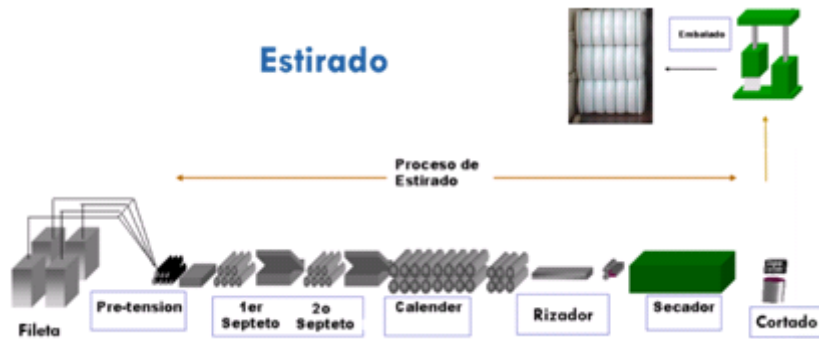 Estirado
Embalado
Proceso de
Estirado
Fileta
Pre-tension
1er
Septeto
2o
Septeto
Calender
Rizador
Secador
Cortado